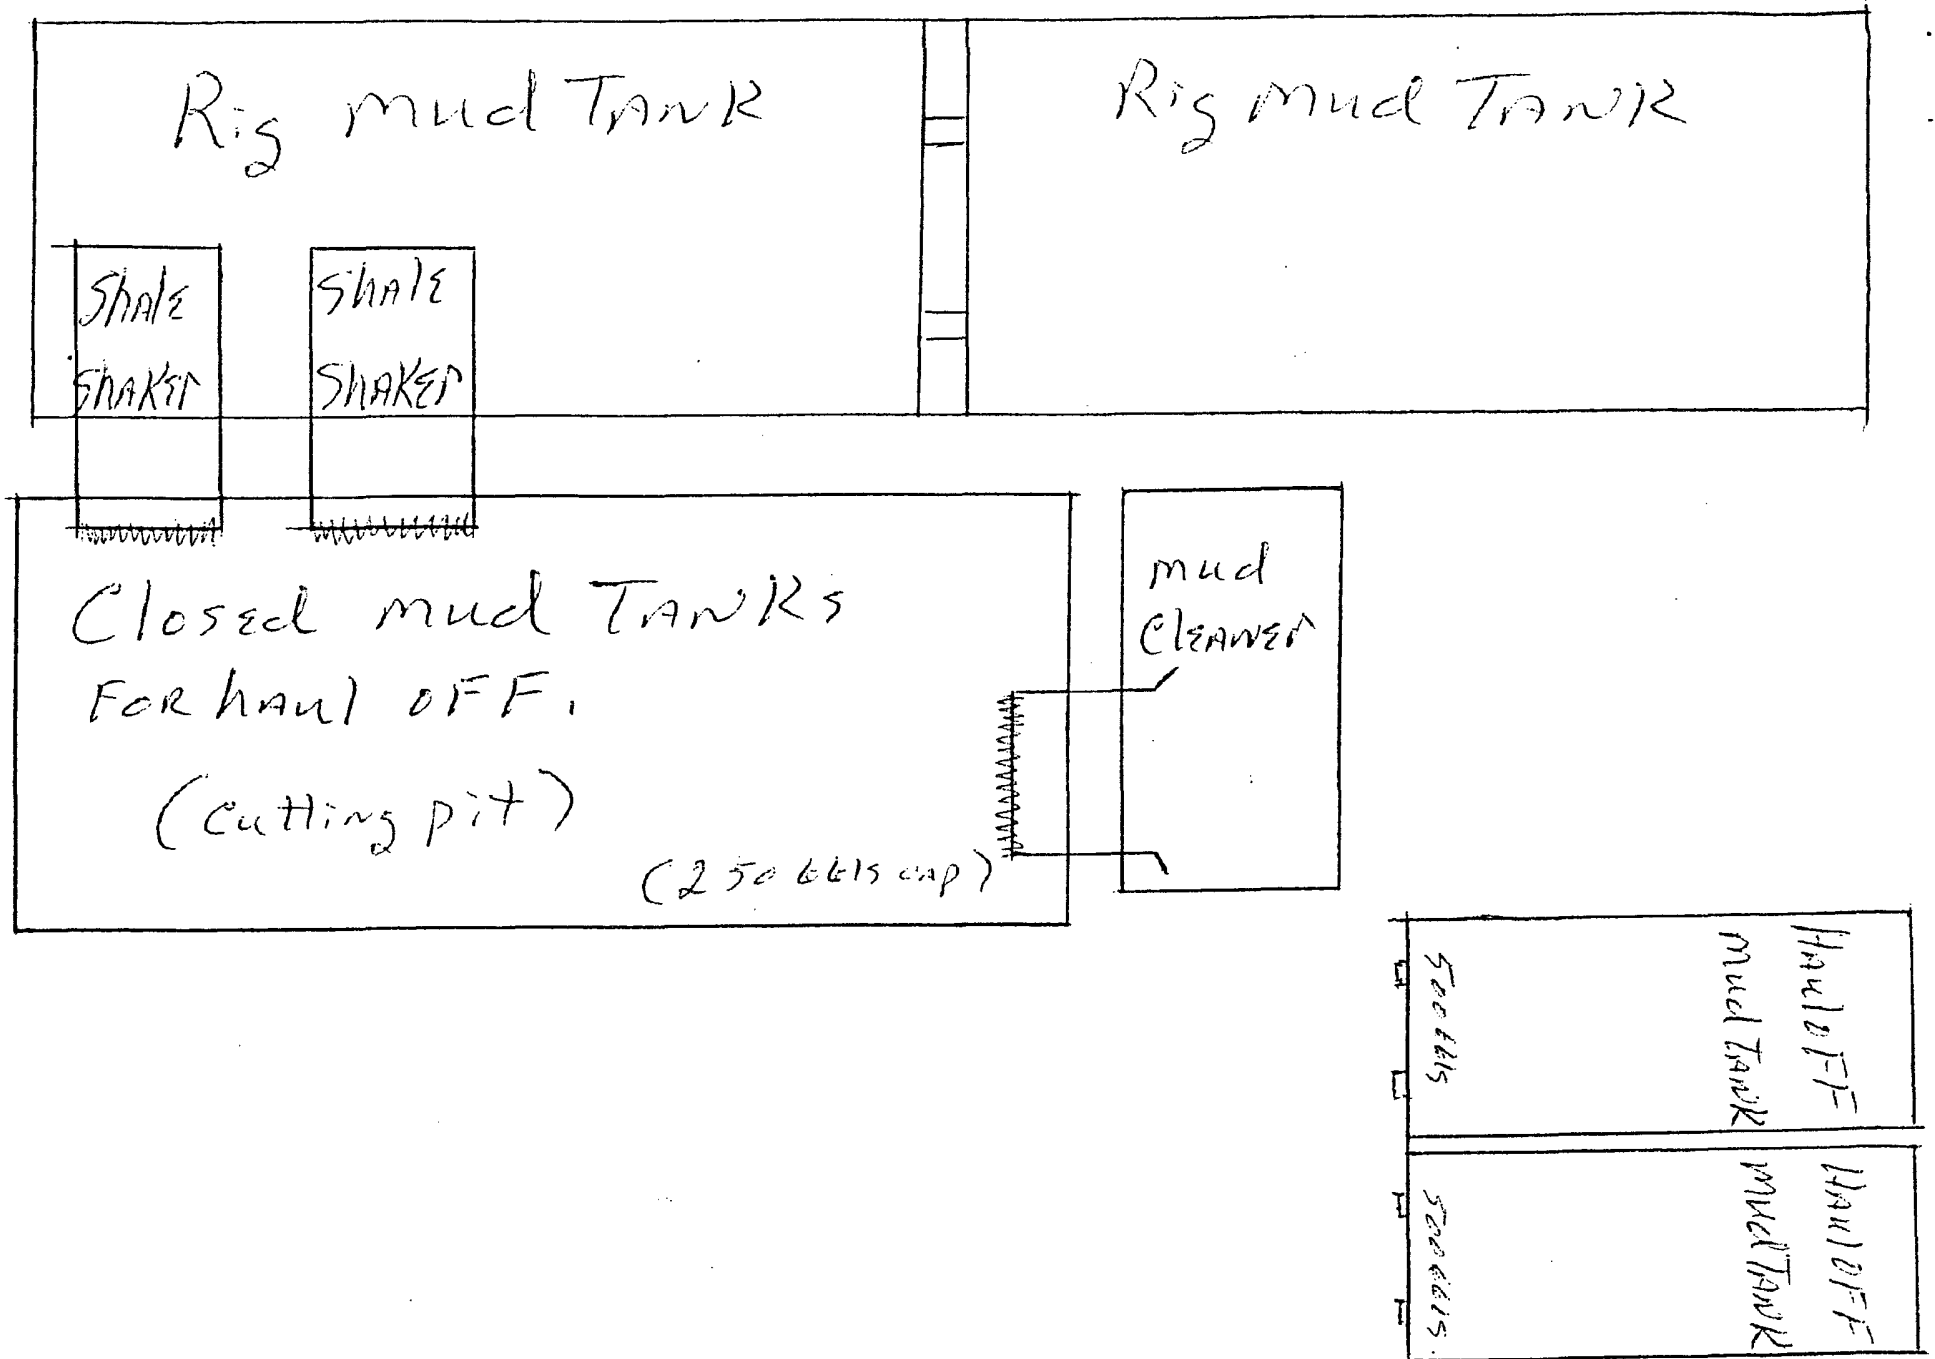 Rig mud TANK
Rig mud TANK
Shale
Shaker
Shale
Shaker
Closed mud TANKs
FOR haul OFF.
(cutting pit)
(250 bbls cap)
mud
Cleaner
Haul OFF
mud TANK
500 bbls
Haul OFF
mud TANK
500 bbls.